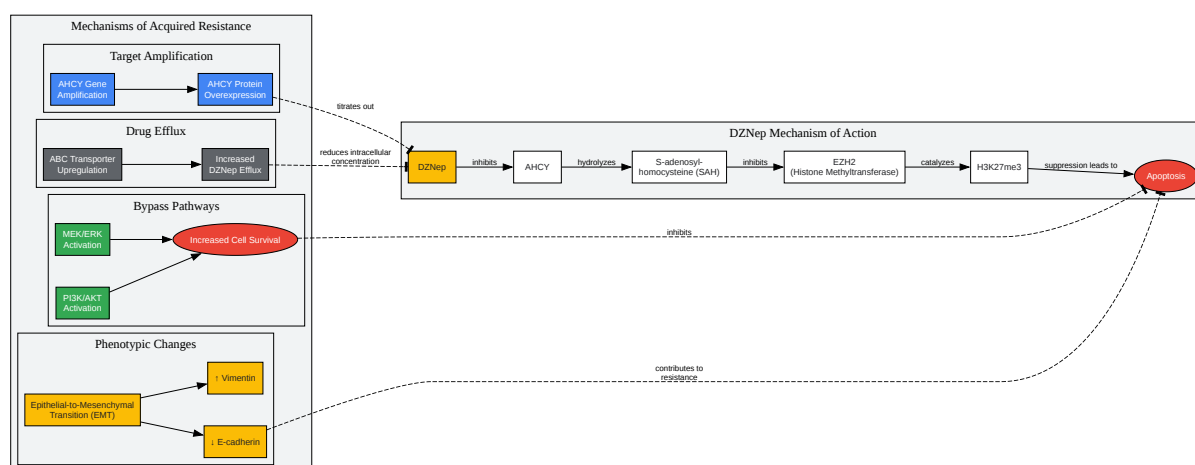 Mechanisms of Acquired Resistance
Target Amplification
AHCY Gene
Amplification
AHCY Protein
Overexpression
titrates out
Drug Efflux
ABC Transporter
Upregulation
Increased
DZNep Efflux
reduces intracellular
concentration
Bypass Pathways
MEK/ERK
Activation
Increased Cell Survival
PI3K/AKT
Activation
inhibits
Phenotypic Changes
Epithelial-to-Mesenchymal
Transition (EMT)
↑ Vimentin
↓ E-cadherin
contributes to
resistance
DZNep Mechanism of Action
DZNep
inhibits
AHCY
hydrolyzes
S-adenosyl-
homocysteine (SAH)
inhibits
EZH2
(Histone Methyltransferase)
catalyzes
H3K27me3
suppression leads to
Apoptosis